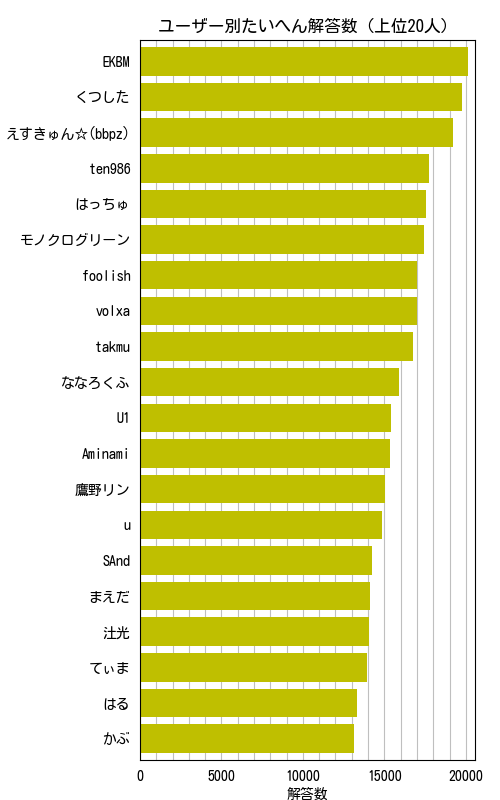 ユーザー別たいへん解答数（上位20人）
EKBM
くつした
えすきゅん☆(bbpz)
ten986
はっちゅ
モノクログリーン
foolish
volxa
takmu
ななろくふ
U1
Aminami
鷹野リン
u
SAnd
まえだ
辻光
てぃま
はる
かぶ
0 5000 10000 15000 20000
解答数